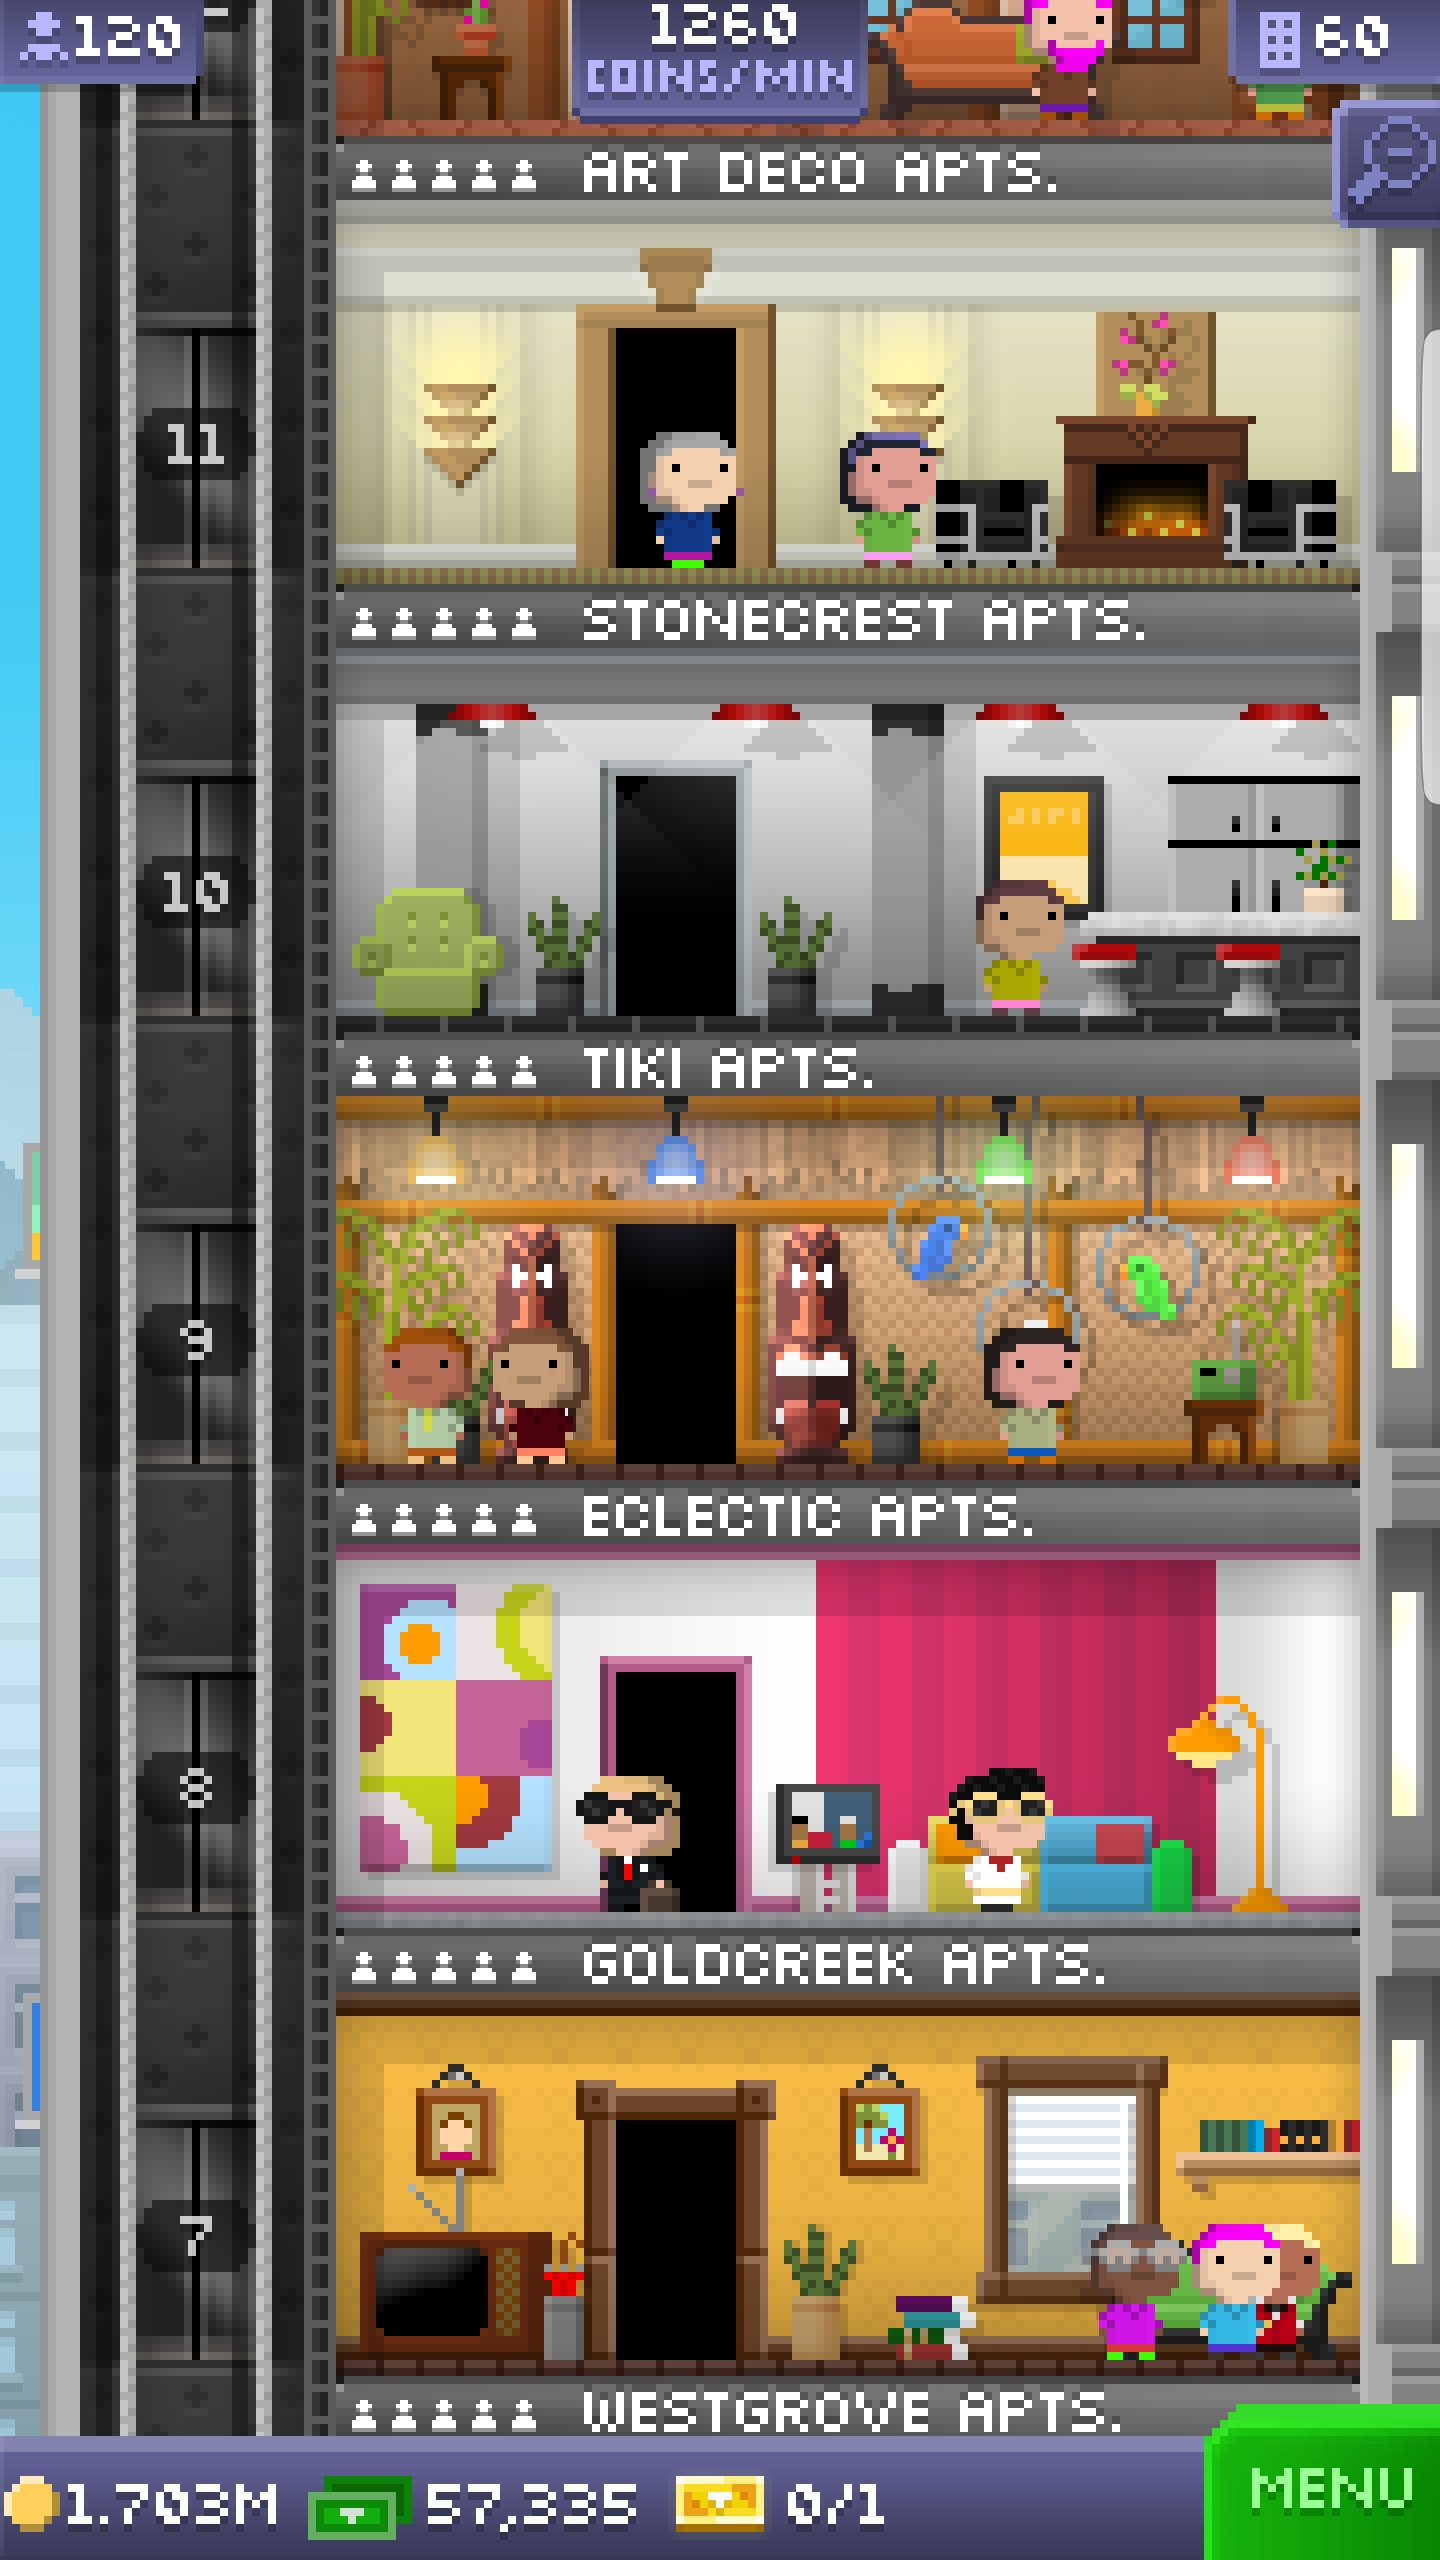 120
1260
COINS/MIN
60
ART DECO APTS.
11
STONECREST APTS.
10
TIKI APTS.
9
ECLECTIC APTS.
8
GOLDCREEK APTS.
7
WESTGROVE APTS.
1.703M
57,335
0/1
MENU